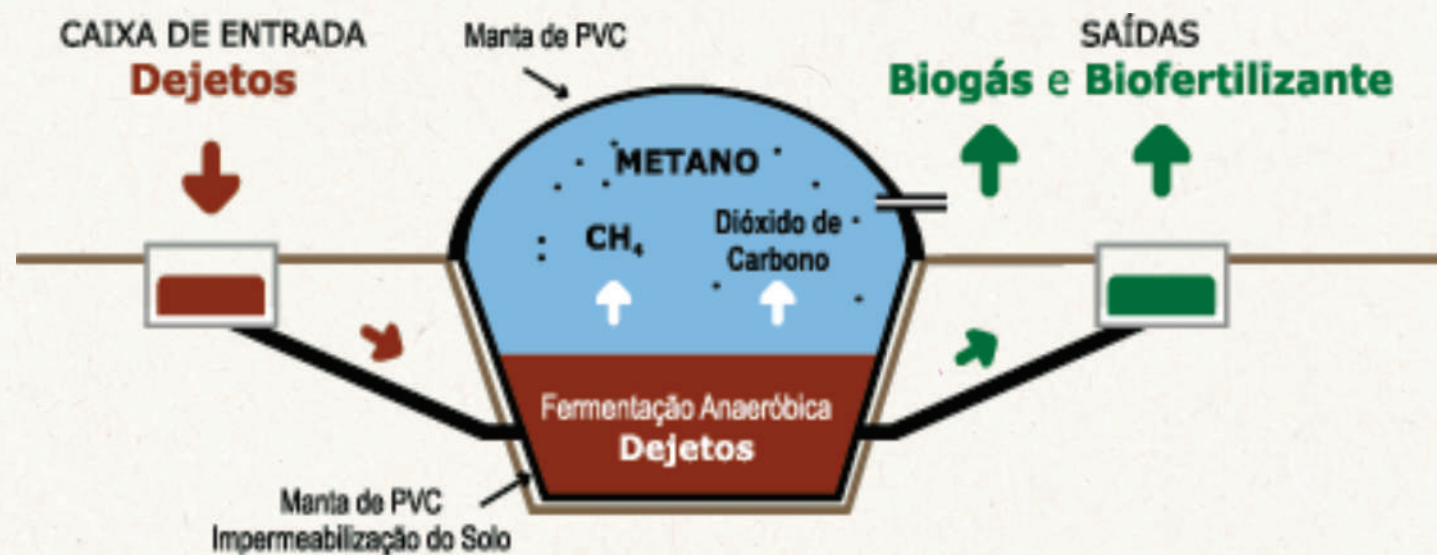 CAIXA DE ENTRADA
Dejetos
Manta de PVC
SAÍDAS
Biogás e Biofertilizante
METANO
CH₄
Dióxido de
Carbono
Fermentação Anaeróbica
Dejetos
Manta de PVC
Impermeabilização do Solo